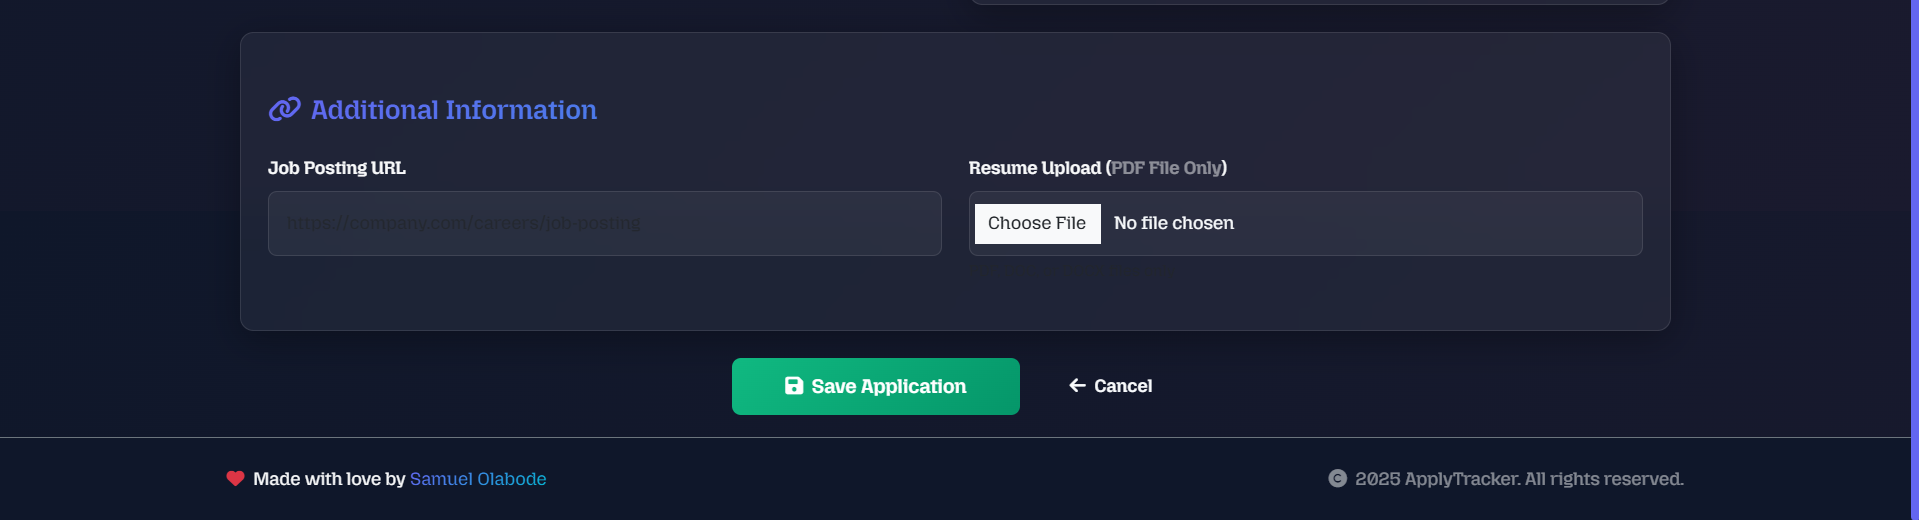 Additional Information
Job Posting URL
Resume Upload (PDF File Only)
https://company.com/careers/job-posting
Choose File No file chosen
Save Application
Cancel
Made with love by Samuel Olabode
© 2025 ApplyTracker. All rights reserved.